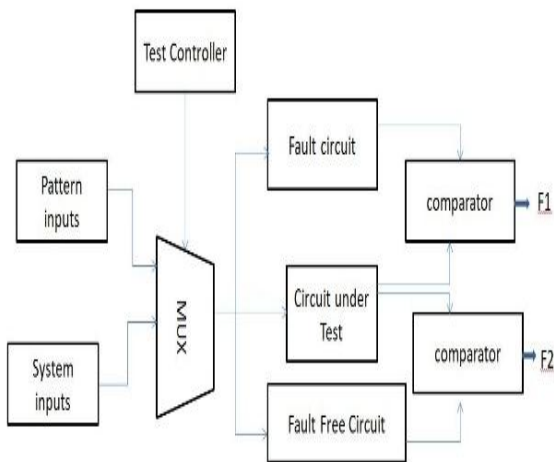 Test Controller
Fault circuit
Pattern
inputs
comparator
F1
MUX
Circuit under
Test
System
inputs
comparator
F2
Fault Free Circuit